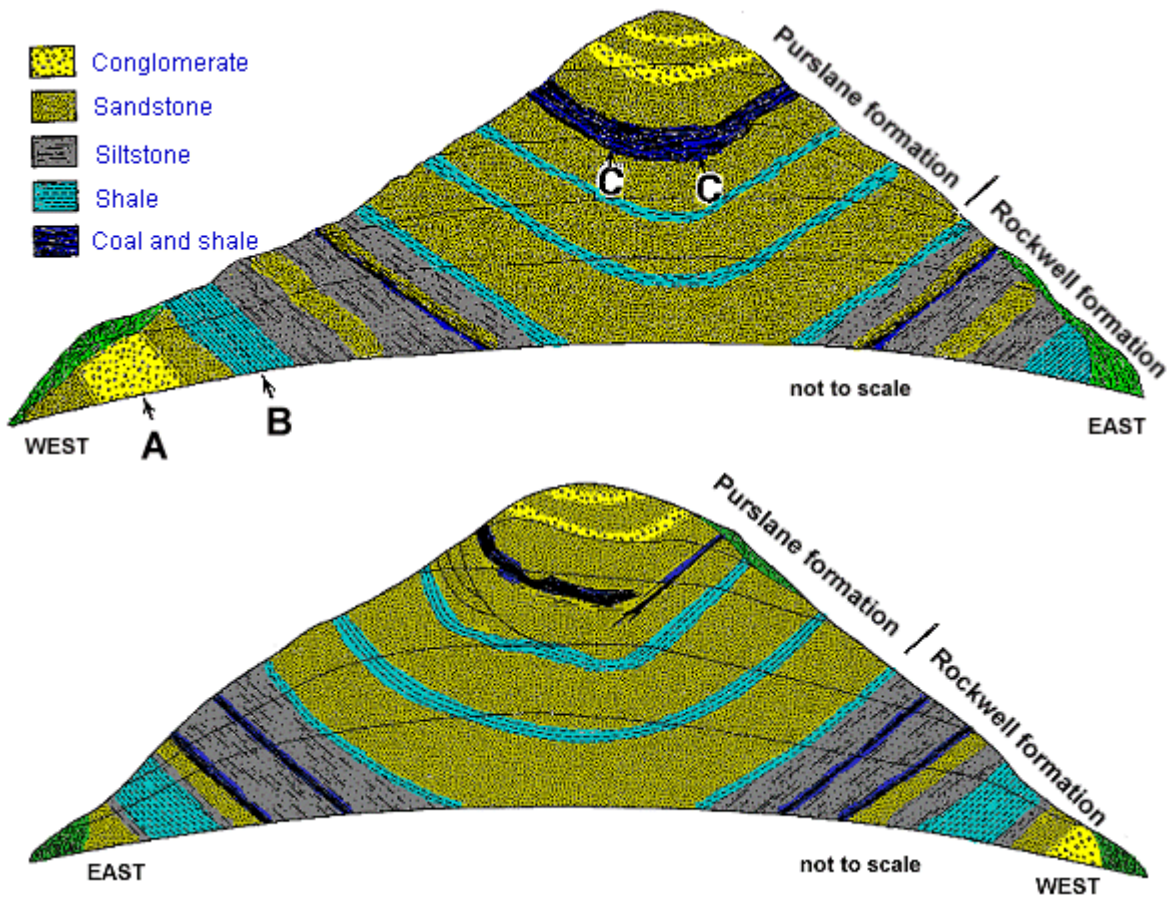 Conglomerate
Sandstone
Siltstone
Shale
Coal and shale
Purslane formation / Rockwell formation
C C
not to scale
A
B
WEST
EAST
Purslane formation / Rockwell formation
not to scale
EAST
WEST